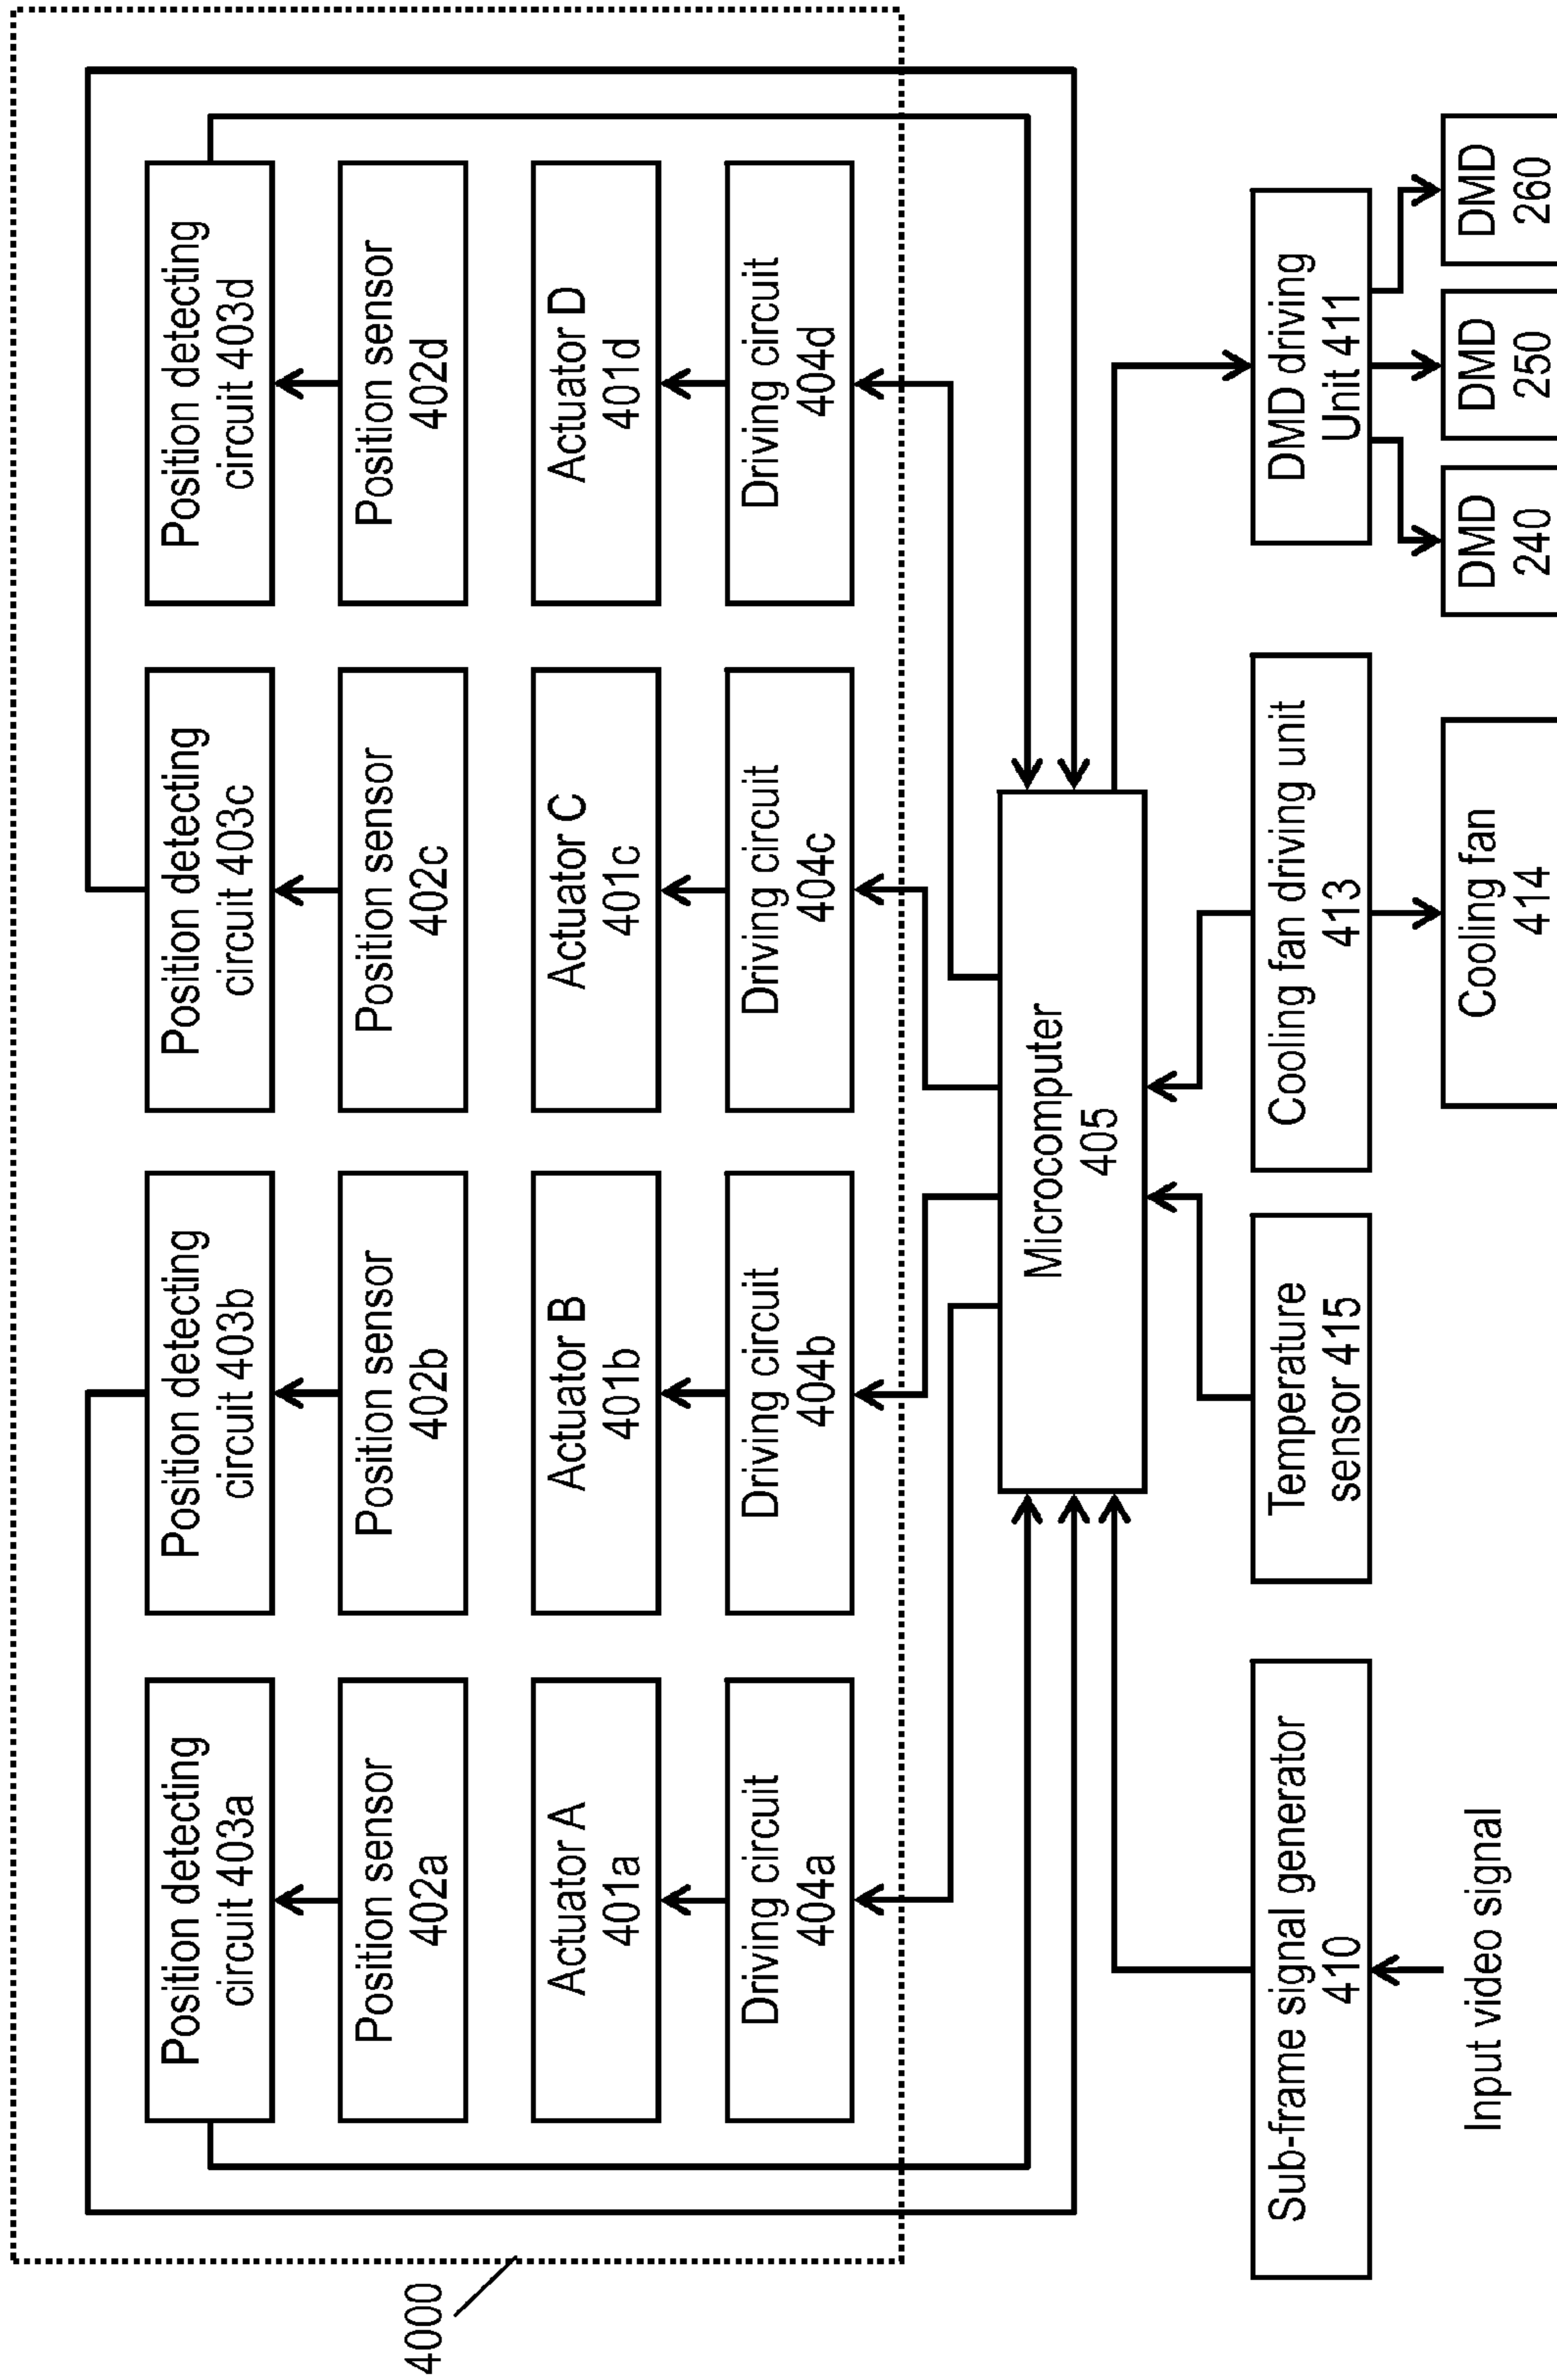 4000
Position detecting
circuit 403a
Position detecting
circuit 403b
Position detecting
circuit 403c
Position detecting
circuit 403d
Position sensor
402a
Position sensor
402b
Position sensor
402c
Position sensor
402d
Actuator A
401a
Actuator B
401b
Actuator C
401c
Actuator D
401d
Driving circuit
404a
Driving circuit
404b
Driving circuit
404c
Driving circuit
404d
Microcomputer
405
Sub-frame signal generator
410
Temperature
sensor 415
Cooling fan driving unit
413
DMD driving
Unit 411
Input video signal
Cooling fan
414
DMD
240
DMD
250
DMD
260